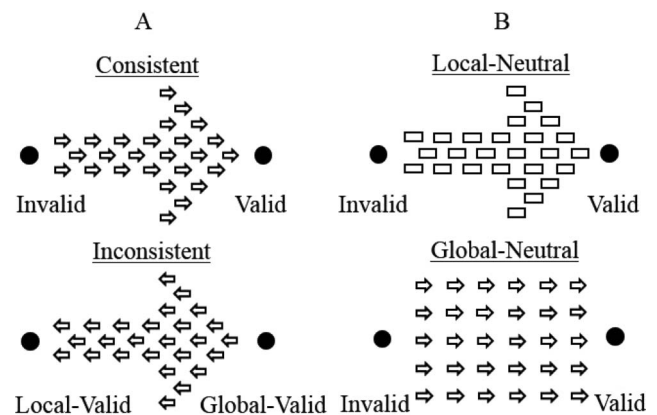 A
B
Consistent
Local-Neutral
Invalid
Valid
Invalid
Valid
Inconsistent
Global-Neutral
Local-Valid
Global-Valid
Invalid
Valid